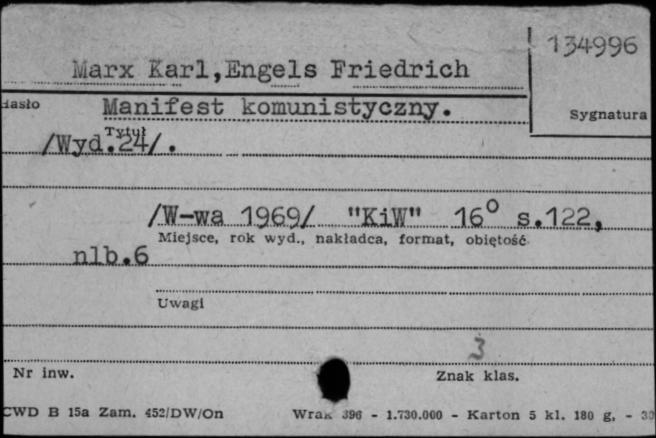 134996
Marx Karl,Engels Friedrich
Hasło Manifest komunistyczny. Sygnatura
Tytuł
/Wyd.24/.
/W-wa 1969/ "KiW" 16° s.122,
Miejsce, rok wyd., nakładca, format, objętość
nlb.6
Uwagi
3
Nr inw. Znak klas.
CWD B 15a Zam. 452/DW/On Wrak 396 - 1.730.000 - Karton 5 kl. 180 g. - 30